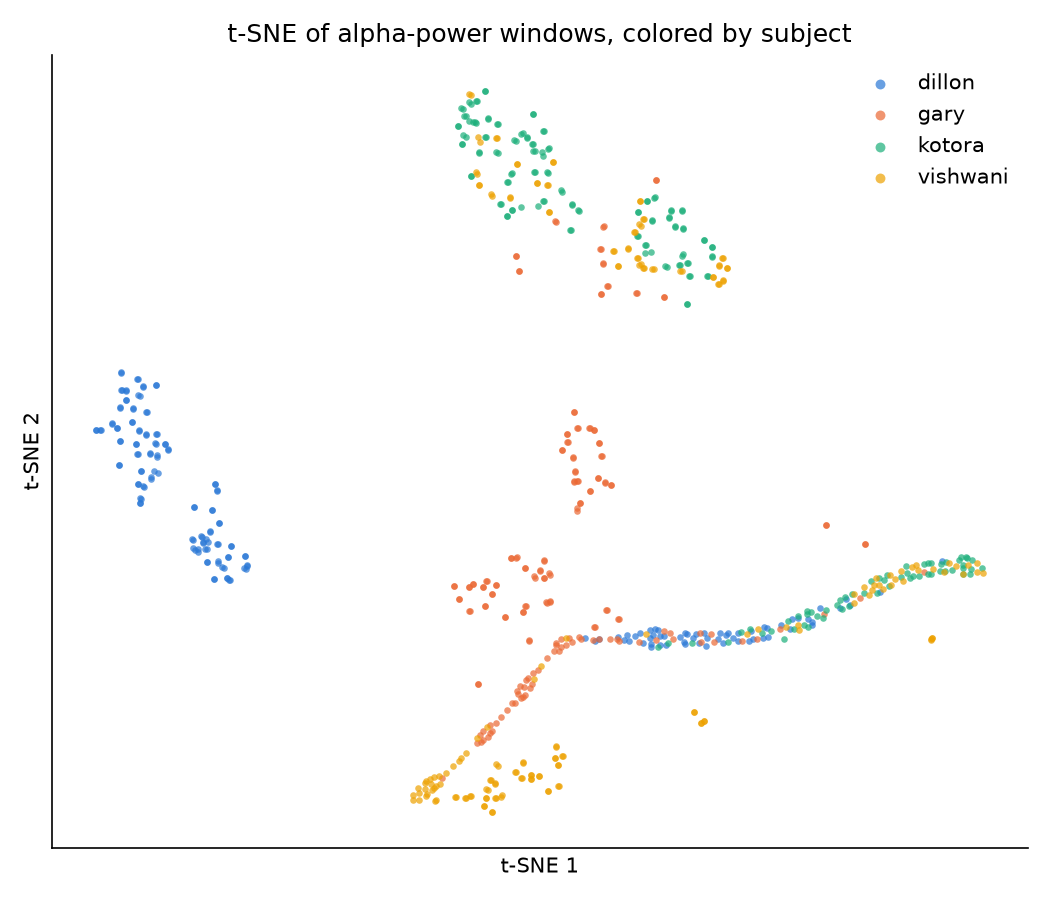 t-SNE of alpha-power windows, colored by subject
dillon
gary
kotora
vishwani
t-SNE 2
t-SNE 1